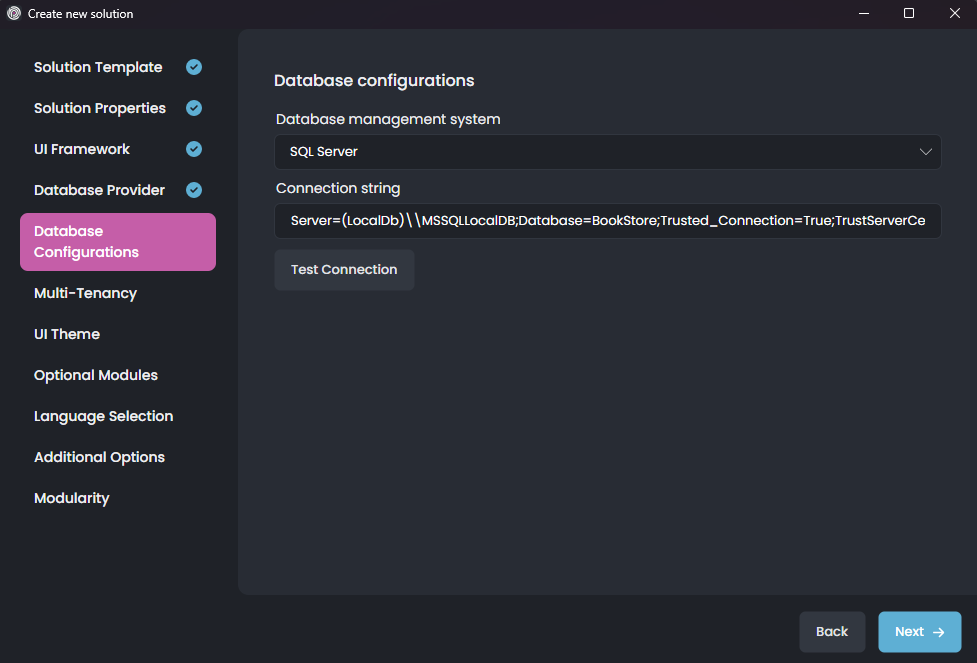 Create new solution
Solution Template
Solution Properties
UI Framework
Database Provider
Database
Configurations
Multi-Tenancy
UI Theme
Optional Modules
Language Selection
Additional Options
Modularity
Database configurations
Database management system
SQL Server
Connection string
Server=(LocalDb)\\MSSQLLocalDB;Database=BookStore;Trusted_Connection=True;TrustServerCe
Test Connection
Back
Next